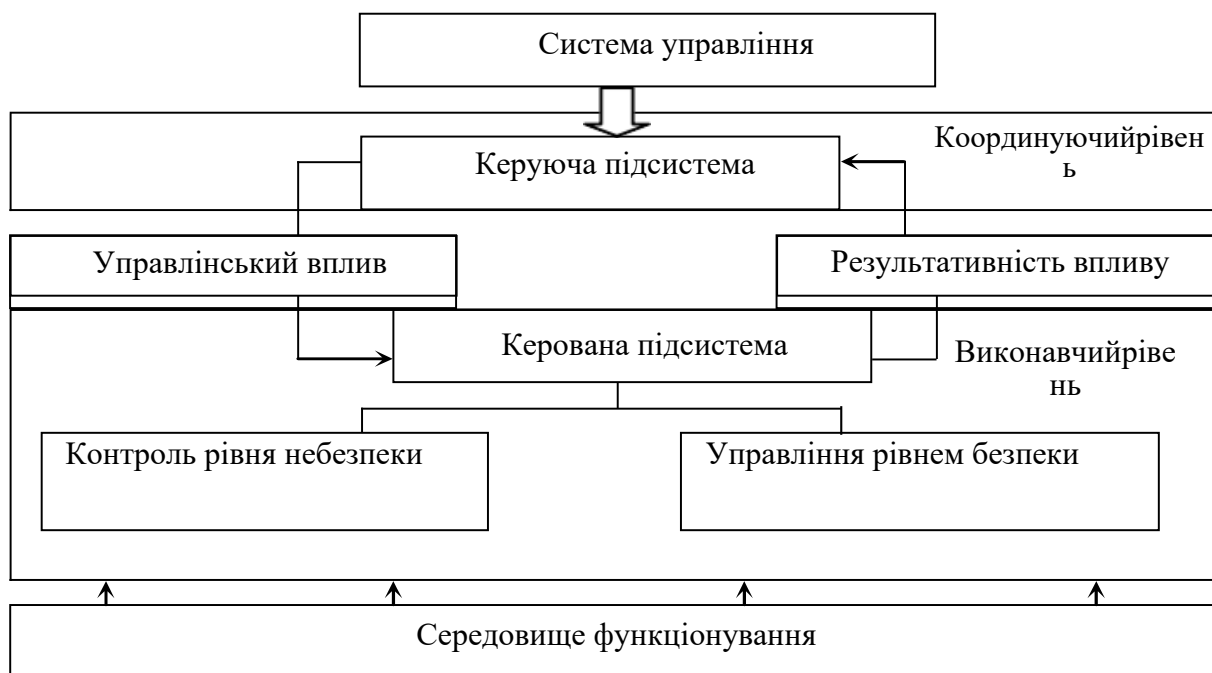 Система управління
Координуючийрівен
ь
Керуюча підсистема
Управлінський вплив
Результативність впливу
Керована підсистема
Виконавчийріве
нь
Контроль рівня небезпеки
Управління рівнем безпеки
Середовище функціонування